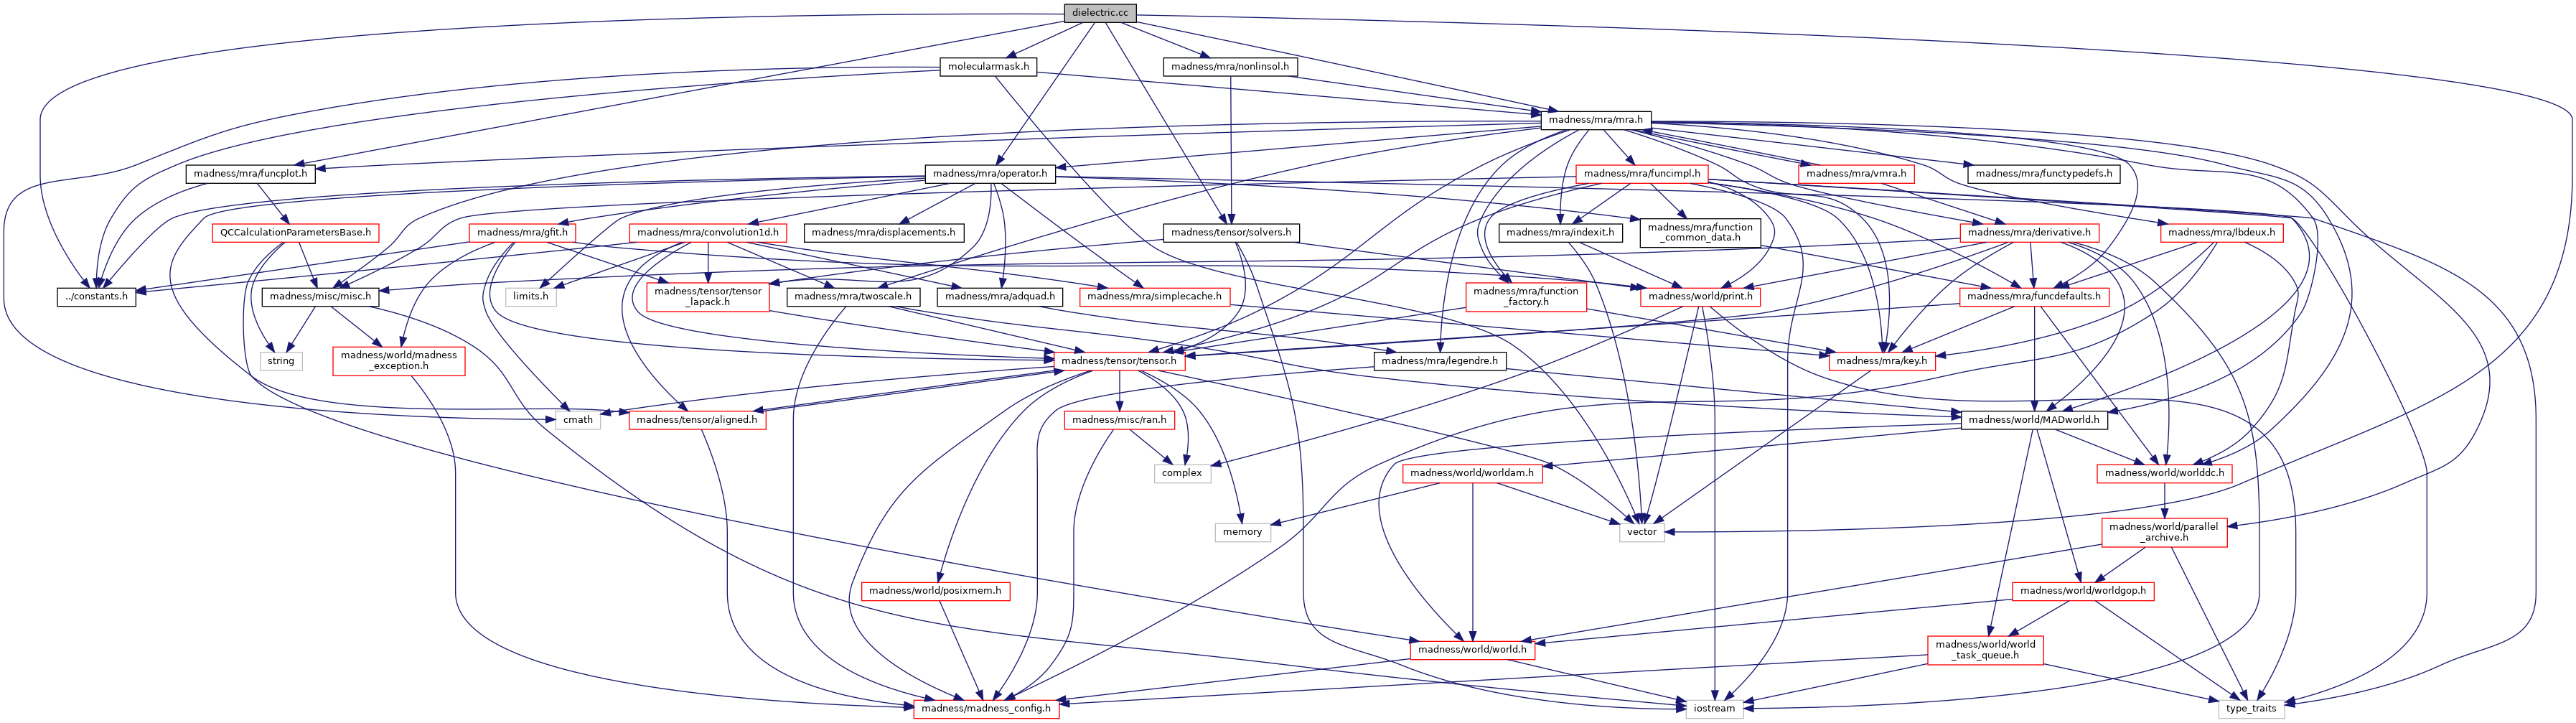 dielectric.cc
molecularmask.h
madness/mra/nonlinsol.h
madness/mra/mra.h
madness/mra/funcplot.h
madness/mra/operator.h
madness/mra/funcimpl.h
madness/mra/vmra.h
madness/mra/functypedefs.h
QCCalculationParametersBase.h
madness/mra/gfit.h
madness/mra/convolution1d.h
madness/mra/displacements.h
madness/tensor/solvers.h
madness/mra/indexit.h
madness/mra/function
_common_data.h
madness/mra/derivative.h
madness/mra/lbdeux.h
../constants.h
madness/misc/misc.h
limits.h
madness/tensor/tensor
_lapack.h
madness/mra/twoscale.h
madness/mra/adquad.h
madness/mra/simplecache.h
madness/mra/function
_factory.h
madness/world/print.h
madness/mra/funcdefaults.h
string
madness/world/madness
_exception.h
madness/tensor/tensor.h
madness/mra/legendre.h
madness/mra/key.h
cmath
madness/tensor/aligned.h
madness/misc/ran.h
madness/world/MADworld.h
complex
madness/world/worldam.h
madness/world/worlddc.h
memory
vector
madness/world/parallel
_archive.h
madness/world/posixmem.h
madness/world/worldgop.h
madness/world/world.h
madness/world/world
_task_queue.h
madness/madness_config.h
iostream
type_traits